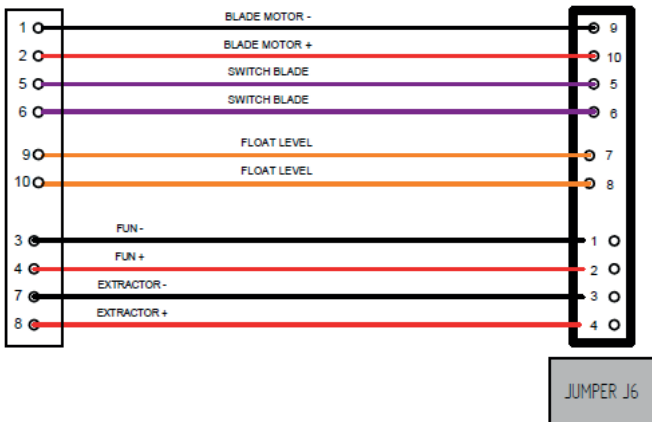 1 BLADE MOTOR - 9
2 BLADE MOTOR + 10
5 SWITCH BLADE 5
6 SWITCH BLADE 6
9 FLOAT LEVEL 7
10 FLOAT LEVEL 8
3 FUN - 1
4 FUN + 2
7 EXTRACTOR - 3
8 EXTRACTOR + 4
JUMPER J6